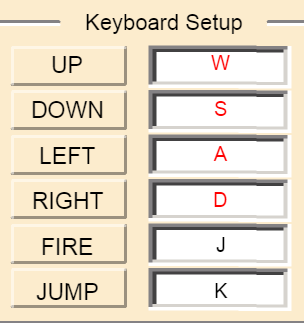 Keyboard Setup
UP W
DOWN S
LEFT A
RIGHT D
FIRE J
JUMP K